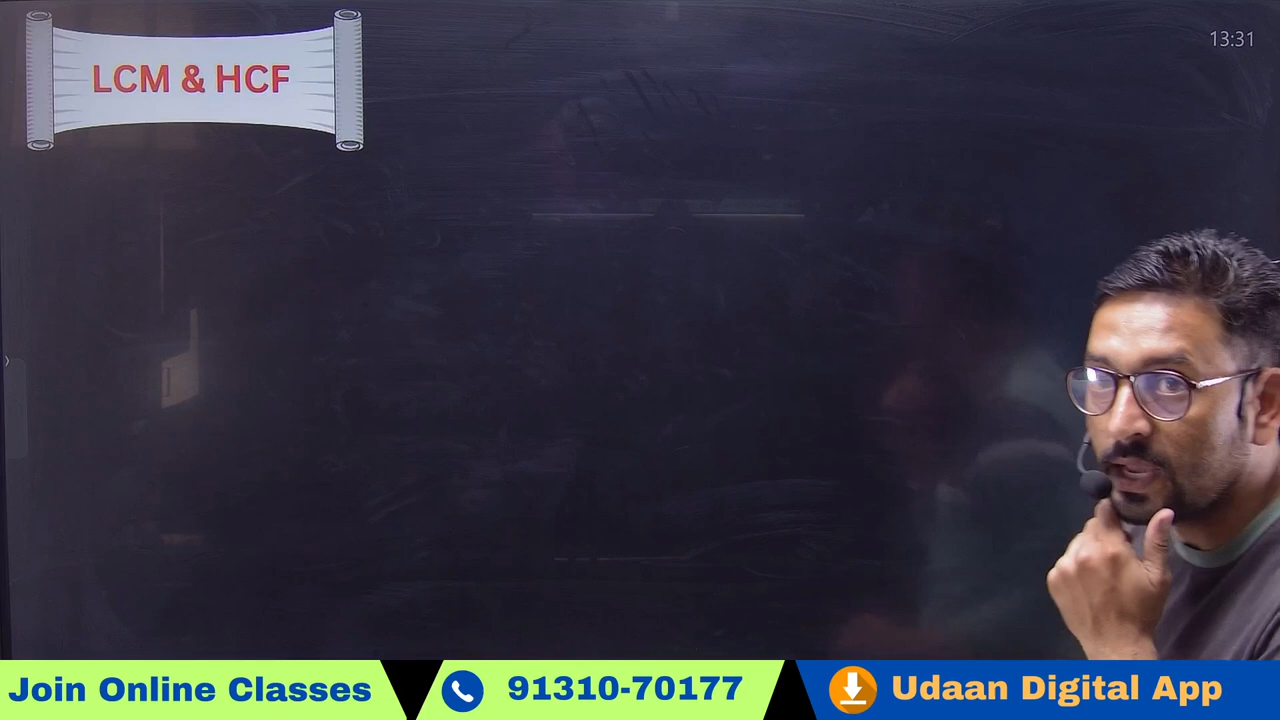 LCM & HCF
13:31
Join Online Classes
91310-70177
Udaan Digital App